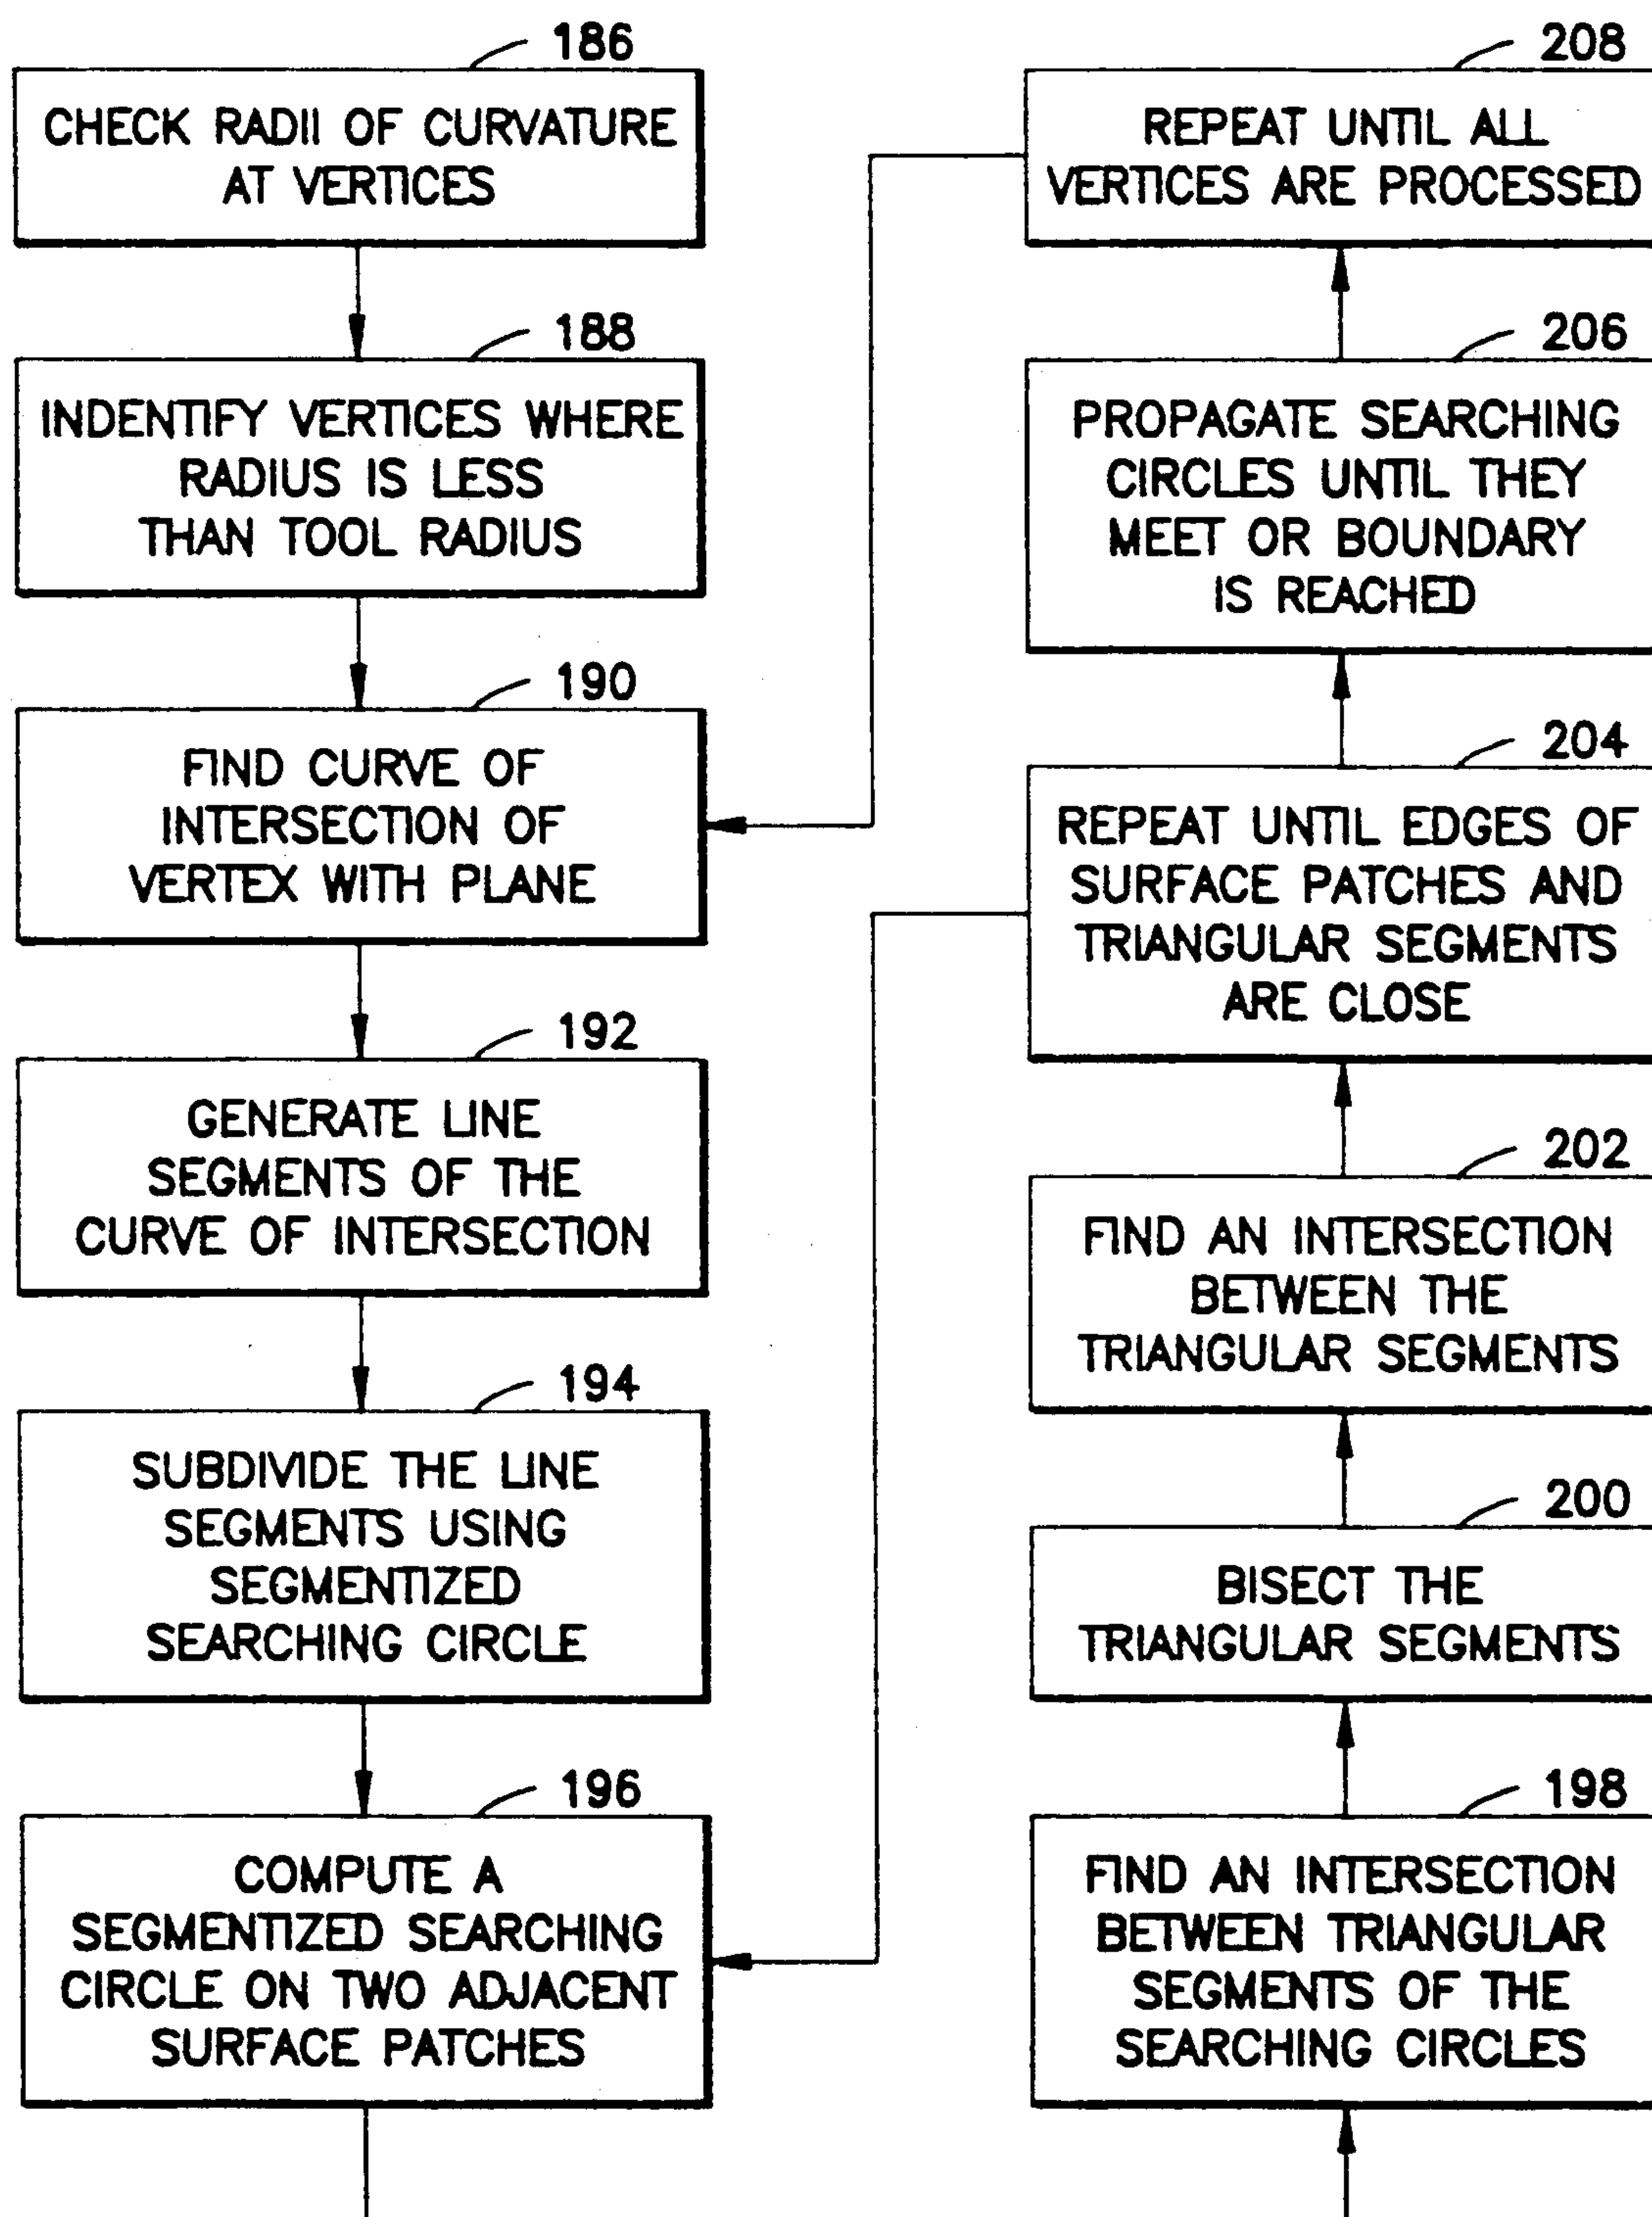 186
CHECK RADII OF CURVATURE
AT VERTICES
188
INDENTIFY VERTICES WHERE
RADIUS IS LESS
THAN TOOL RADIUS
190
FIND CURVE OF
INTERSECTION OF
VERTEX WITH PLANE
192
GENERATE LINE
SEGMENTS OF THE
CURVE OF INTERSECTION
194
SUBDIVIDE THE LINE
SEGMENTS USING
SEGMENTIZED
SEARCHING CIRCLE
196
COMPUTE A
SEGMENTIZED SEARCHING
CIRCLE ON TWO ADJACENT
SURFACE PATCHES
208
REPEAT UNTIL ALL
VERTICES ARE PROCESSED
206
PROPAGATE SEARCHING
CIRCLES UNTIL THEY
MEET OR BOUNDARY
IS REACHED
204
REPEAT UNTIL EDGES OF
SURFACE PATCHES AND
TRIANGULAR SEGMENTS
ARE CLOSE
202
FIND AN INTERSECTION
BETWEEN THE
TRIANGULAR SEGMENTS
200
BISECT THE
TRIANGULAR SEGMENTS
198
FIND AN INTERSECTION
BETWEEN TRIANGULAR
SEGMENTS OF THE
SEARCHING CIRCLES